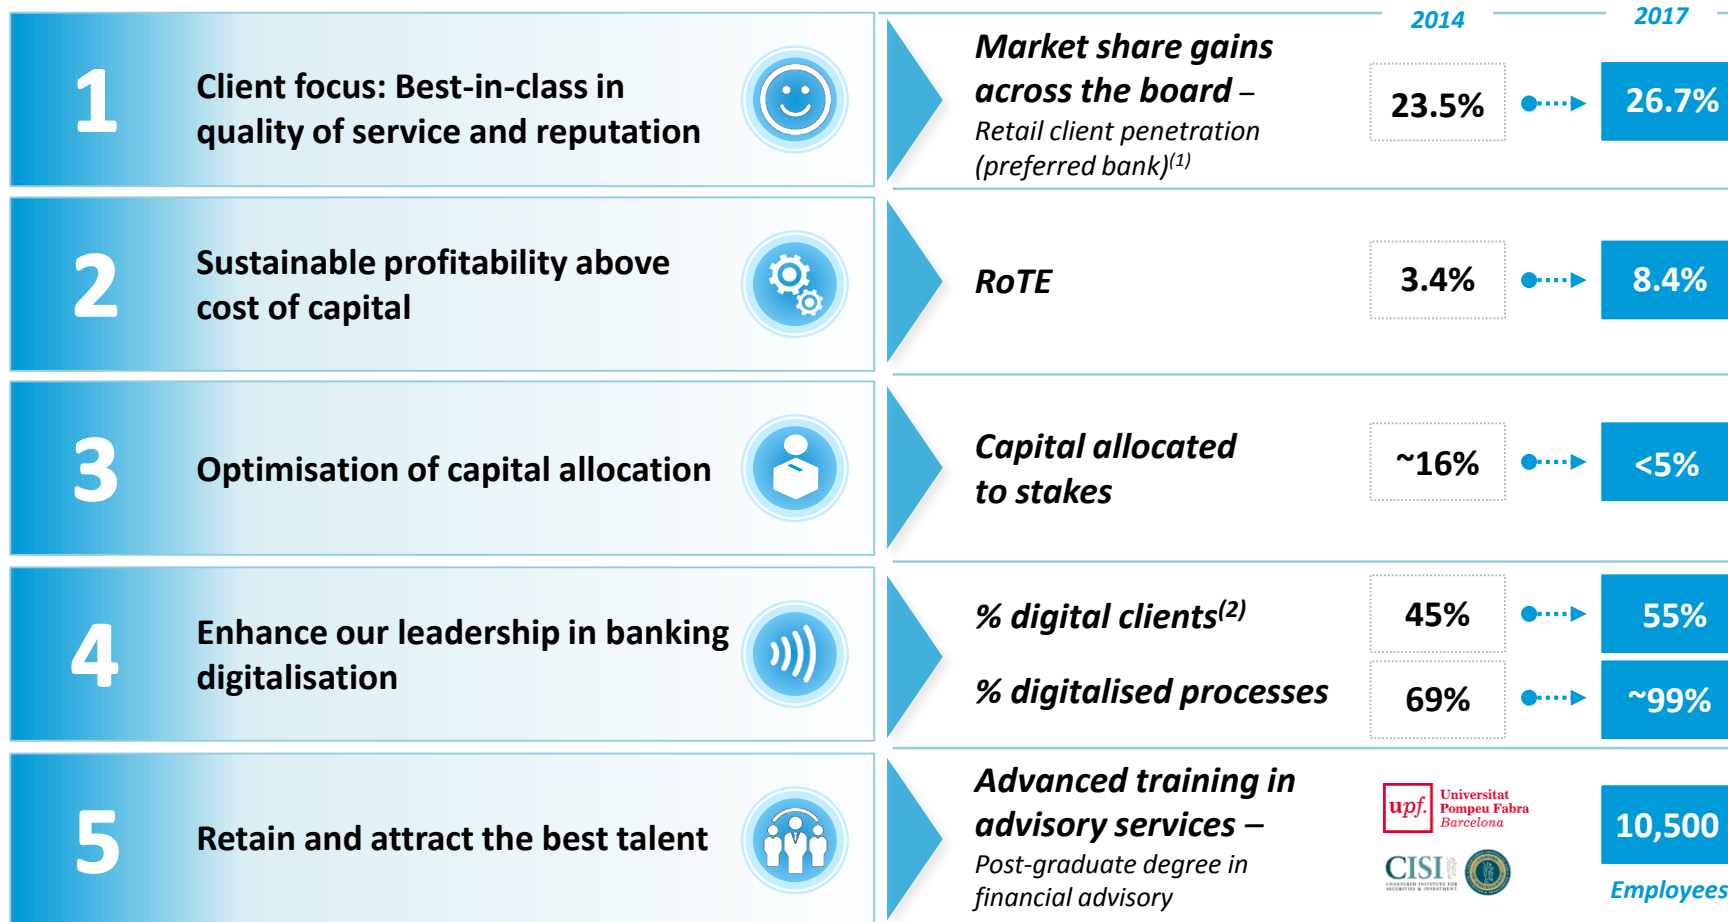 2014
2017
1
Client focus: Best-in-class in
quality of service and reputation
Market share gains
across the board –
Retail client penetration
(preferred bank)(1)
23.5%
26.7%
2
Sustainable profitability above
cost of capital
RoTE
3.4%
8.4%
3
Optimisation of capital allocation
Capital allocated
to stakes
~16%
<5%
4
Enhance our leadership in banking
digitalisation
% digital clients(2)
45%
55%
% digitalised processes
69%
~99%
5
Retain and attract the best talent
Advanced training in
advisory services –
Post-graduate degree in
financial advisory
upf.
Universitat
Pompeu Fabra
Barcelona
CISI
CHARTERED INSTITUTE FOR
SECURITIES & INVESTMENT
10,500
Employees